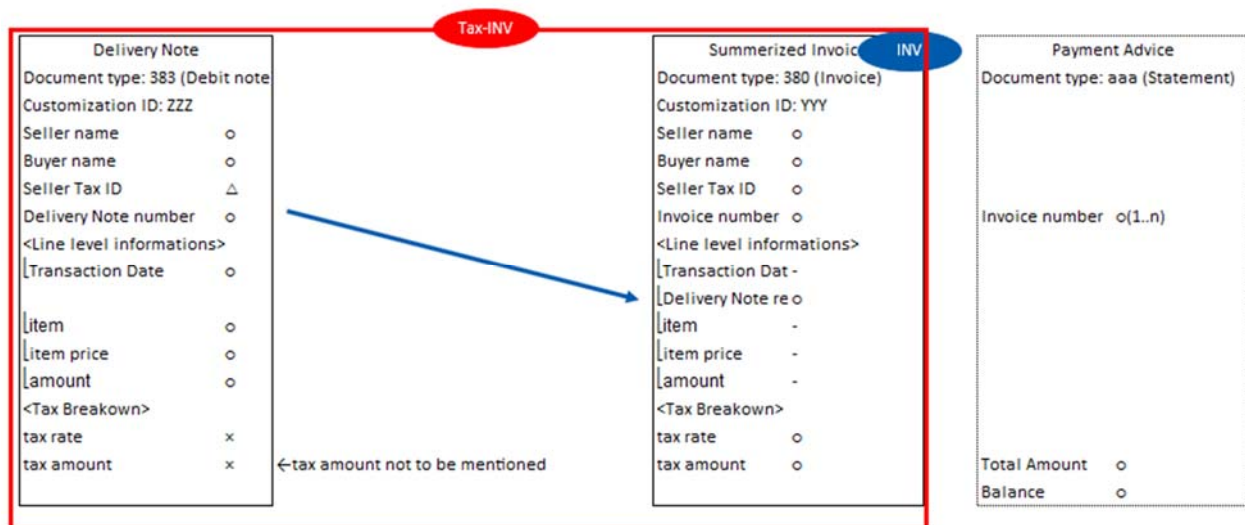 Tax-INV
Delivery Note
Document type: 383 (Debit note
Customization ID: ZZZ
Seller name ○
Buyer name ○
Seller Tax ID △
Delivery Note number ○
<Line level informations>
⌊Transaction Date ○
⌊item ○
⌊item price ○
⌊amount ○
<Tax Breakown>
tax rate ×
tax amount × ←tax amount not to be mentioned
Summerized Invoic
INV
Document type: 380 (Invoice)
Customization ID: YYY
Seller name ○
Buyer name ○
Seller Tax ID ○
Invoice number ○
<Line level informations>
⌊Transaction Dat -
⌊Delivery Note re ○
⌊item -
⌊item price -
⌊amount -
<Tax Breakown>
tax rate ○
tax amount ○
Payment Advice
Document type: aaa (Statement)
Invoice number ○(1..n)
Total Amount ○
Balance ○